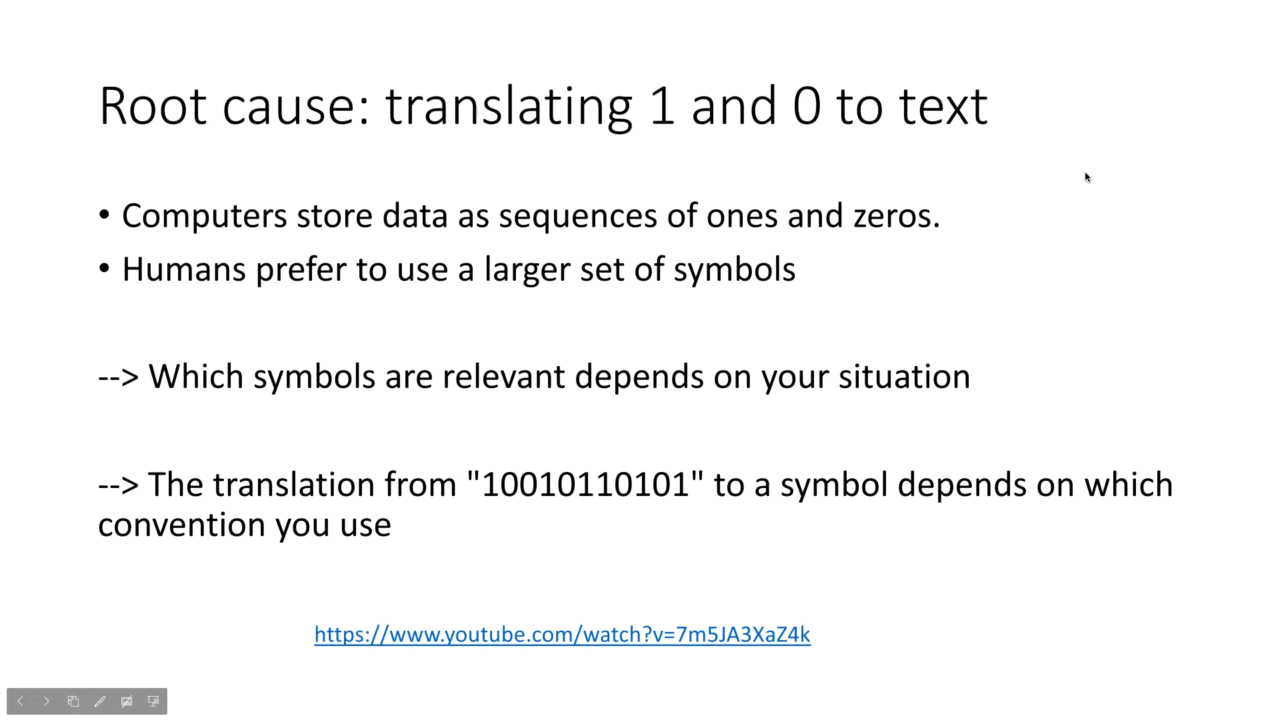 Root cause: translating 1 and 0 to text
• Computers store data as sequences of ones and zeros.
• Humans prefer to use a larger set of symbols
--> Which symbols are relevant depends on your situation
--> The translation from "10010110101" to a symbol depends on which
convention you use
https://www.youtube.com/watch?v=7m5JA3XaZ4k